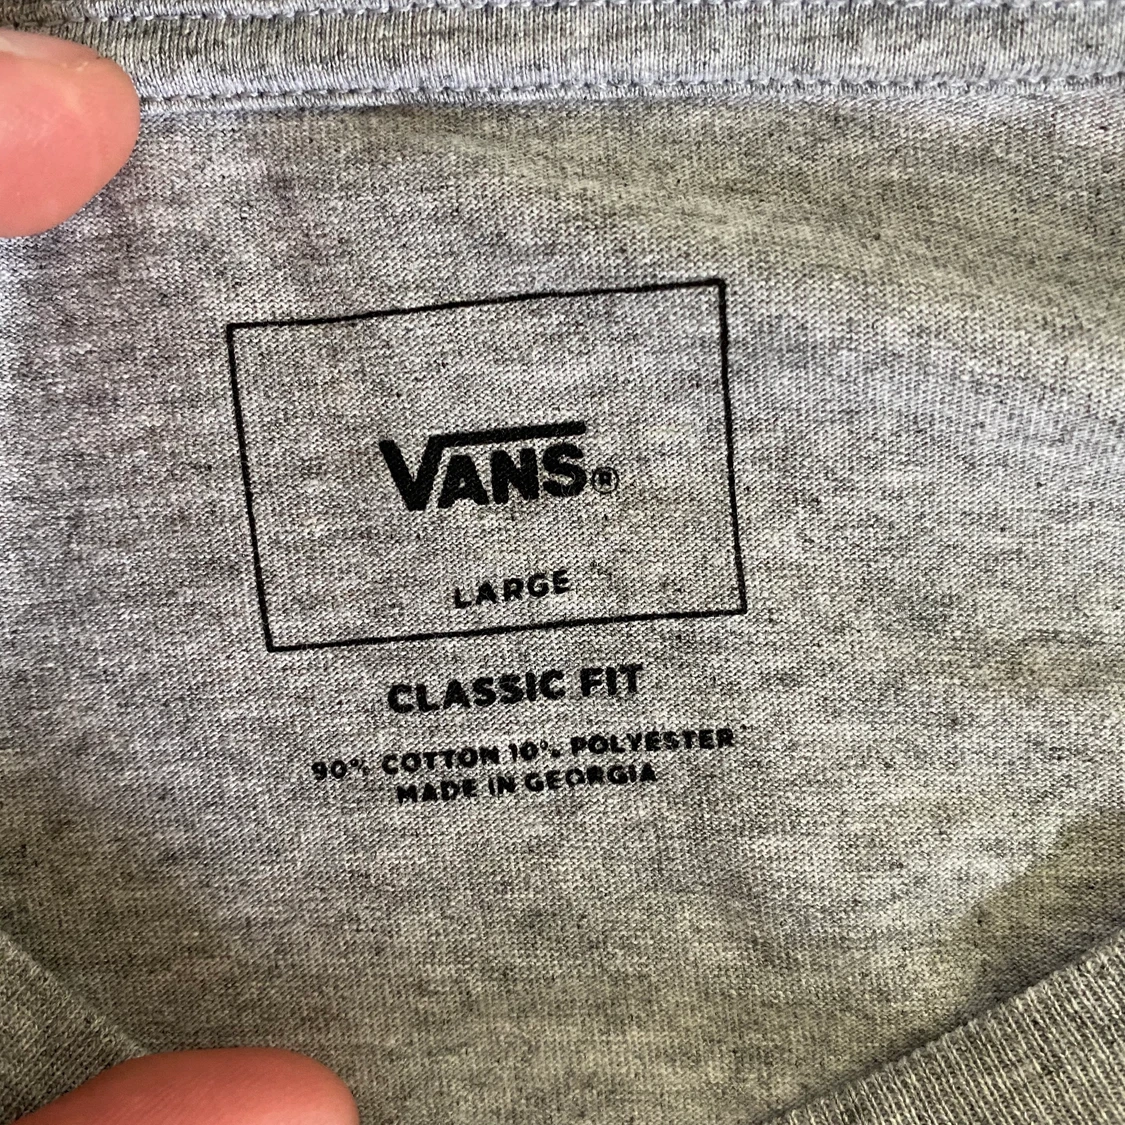 VANS®
LARGE
CLASSIC FIT
90% COTTON 10% POLYESTER
MADE IN GEORGIA